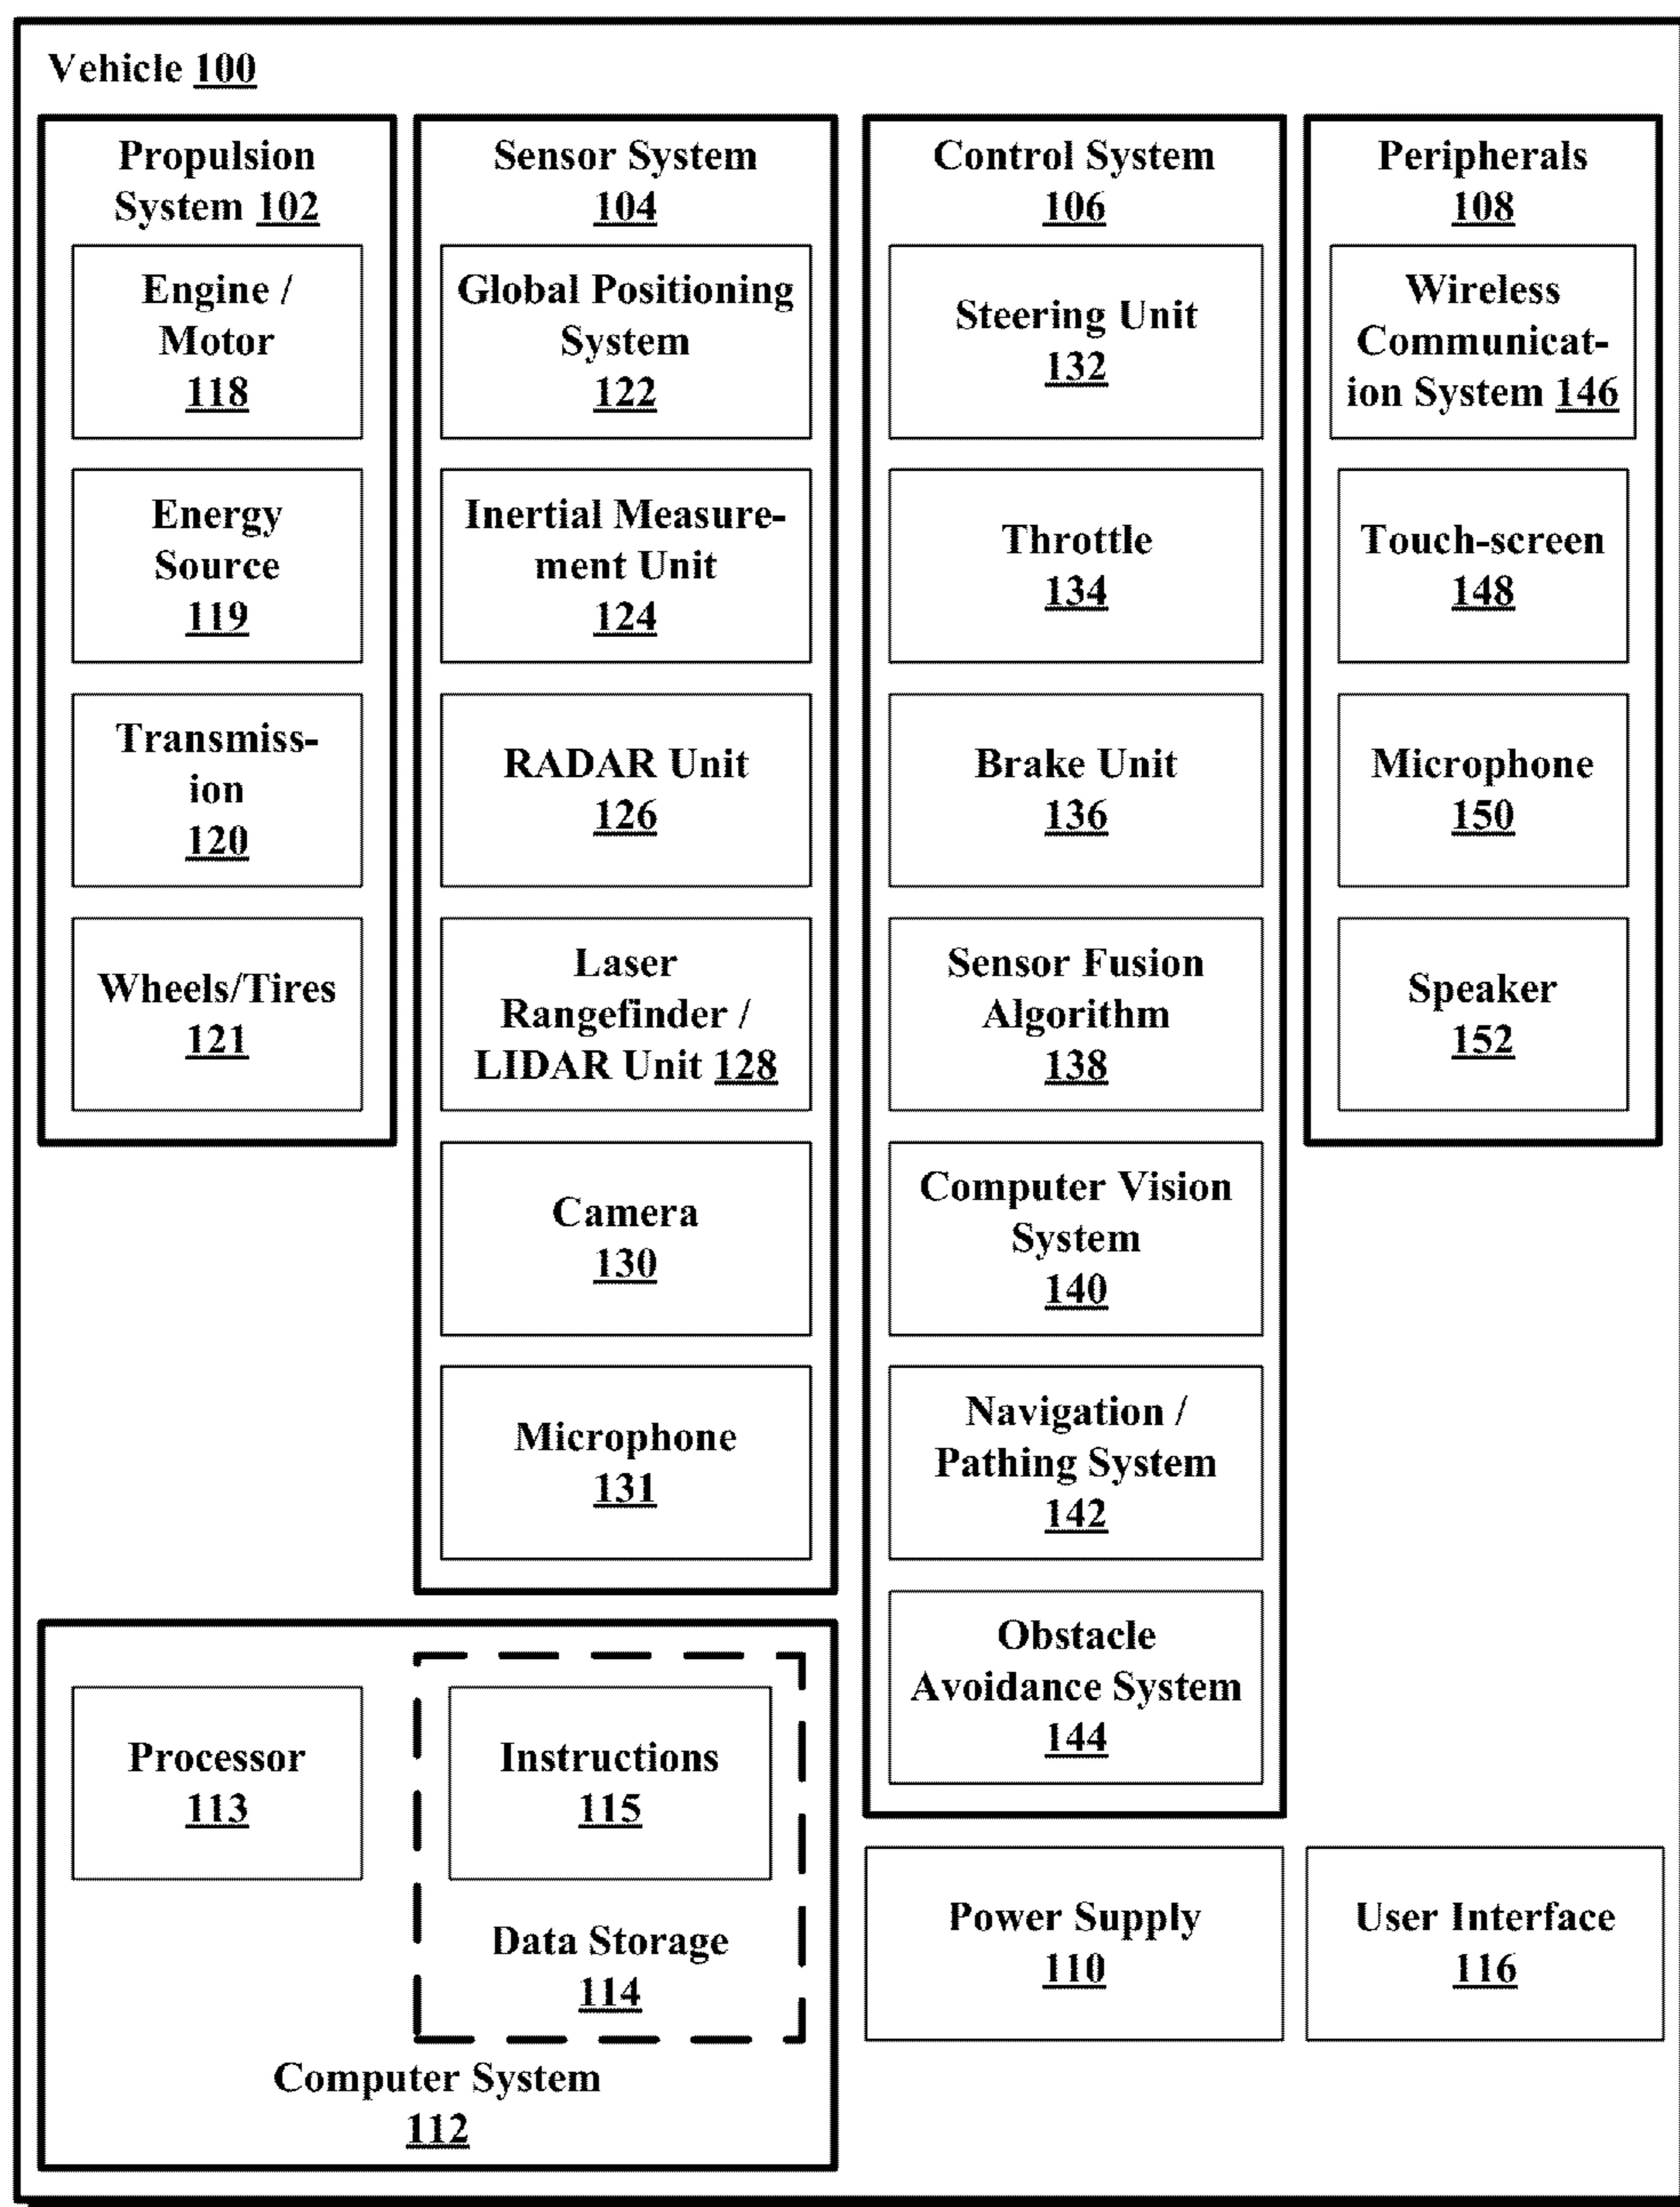 Vehicle 100
Propulsion
System 102
Engine /
Motor
118
Energy
Source
119
Transmiss-
ion
120
Wheels/Tires
121
Sensor System
104
Global Positioning
System
122
Inertial Measure-
ment Unit
124
RADAR Unit
126
Laser
Rangefinder /
LIDAR Unit 128
Camera
130
Microphone
131
Control System
106
Steering Unit
132
Throttle
134
Brake Unit
136
Sensor Fusion
Algorithm
138
Computer Vision
System
140
Navigation /
Pathing System
142
Obstacle
Avoidance System
144
Peripherals
108
Wireless
Communicat-
ion System 146
Touch-screen
148
Microphone
150
Speaker
152
Processor
113
Instructions
115
Data Storage
114
Computer System
112
Power Supply
110
User Interface
116